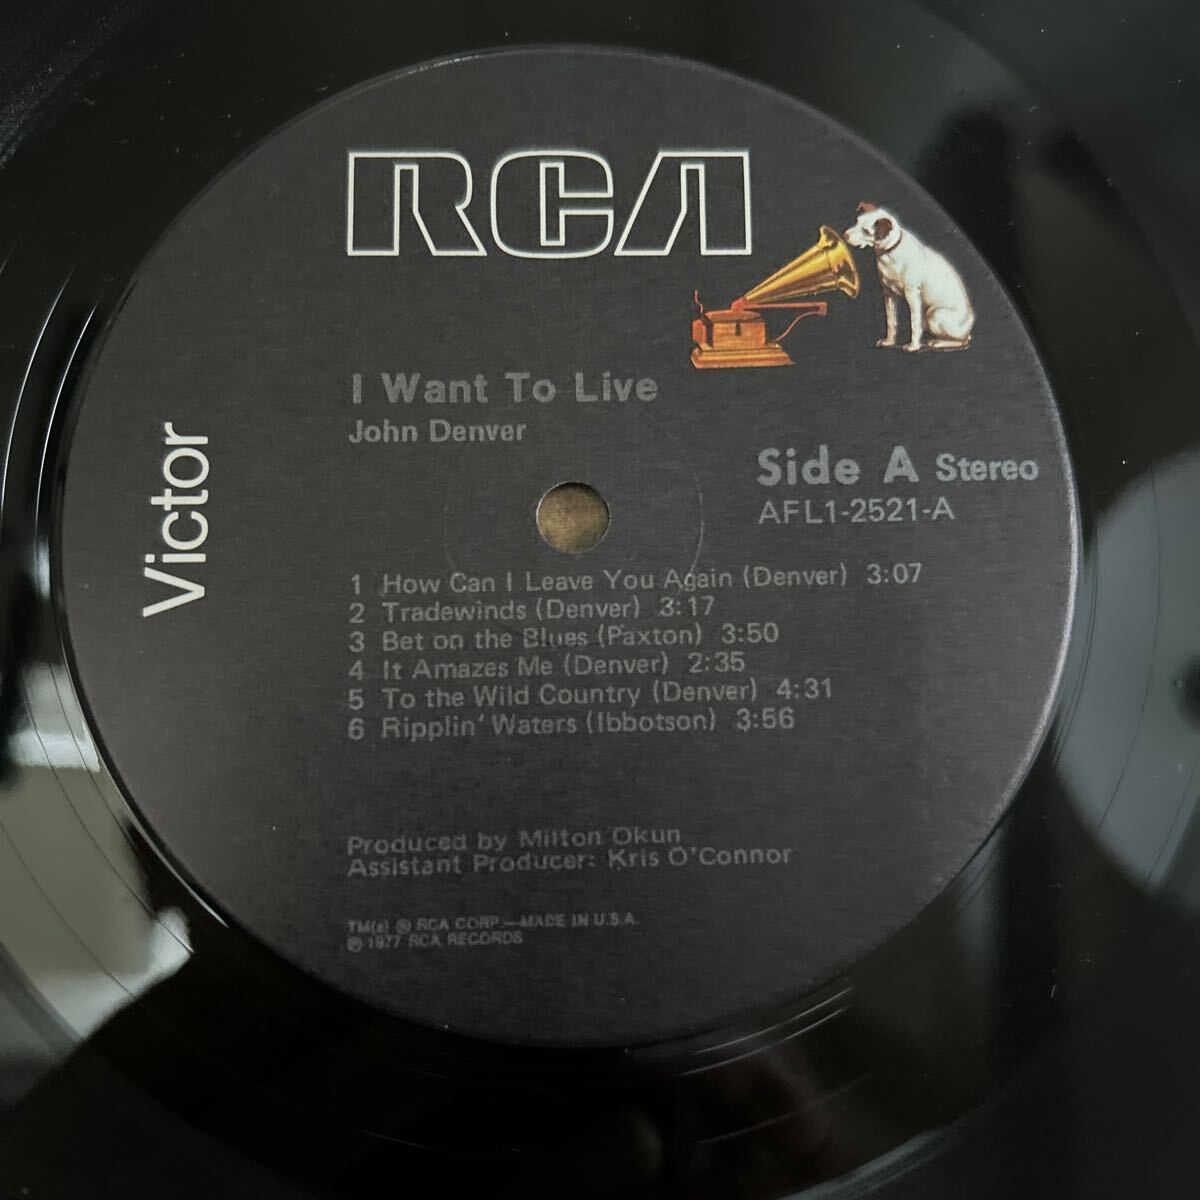 RCA
Victor
I Want To Live
John Denver
Side A Stereo
AFL1-2521-A
1 How Can I Leave You Again (Denver) 3:07
2 Tradewinds (Denver) 3:17
3 Bet on the Blues (Paxton) 3:50
4 It Amazes Me (Denver) 2:35
5 To the Wild Country (Denver) 4:31
6 Ripplin' Waters (Ibbotson) 3:56
Produced by Milton Okun
Assistant Producer: Kris O'Connor
TM(s) ® RCA CORP.—MADE IN U.S.A.
℗ 1977 RCA RECORDS